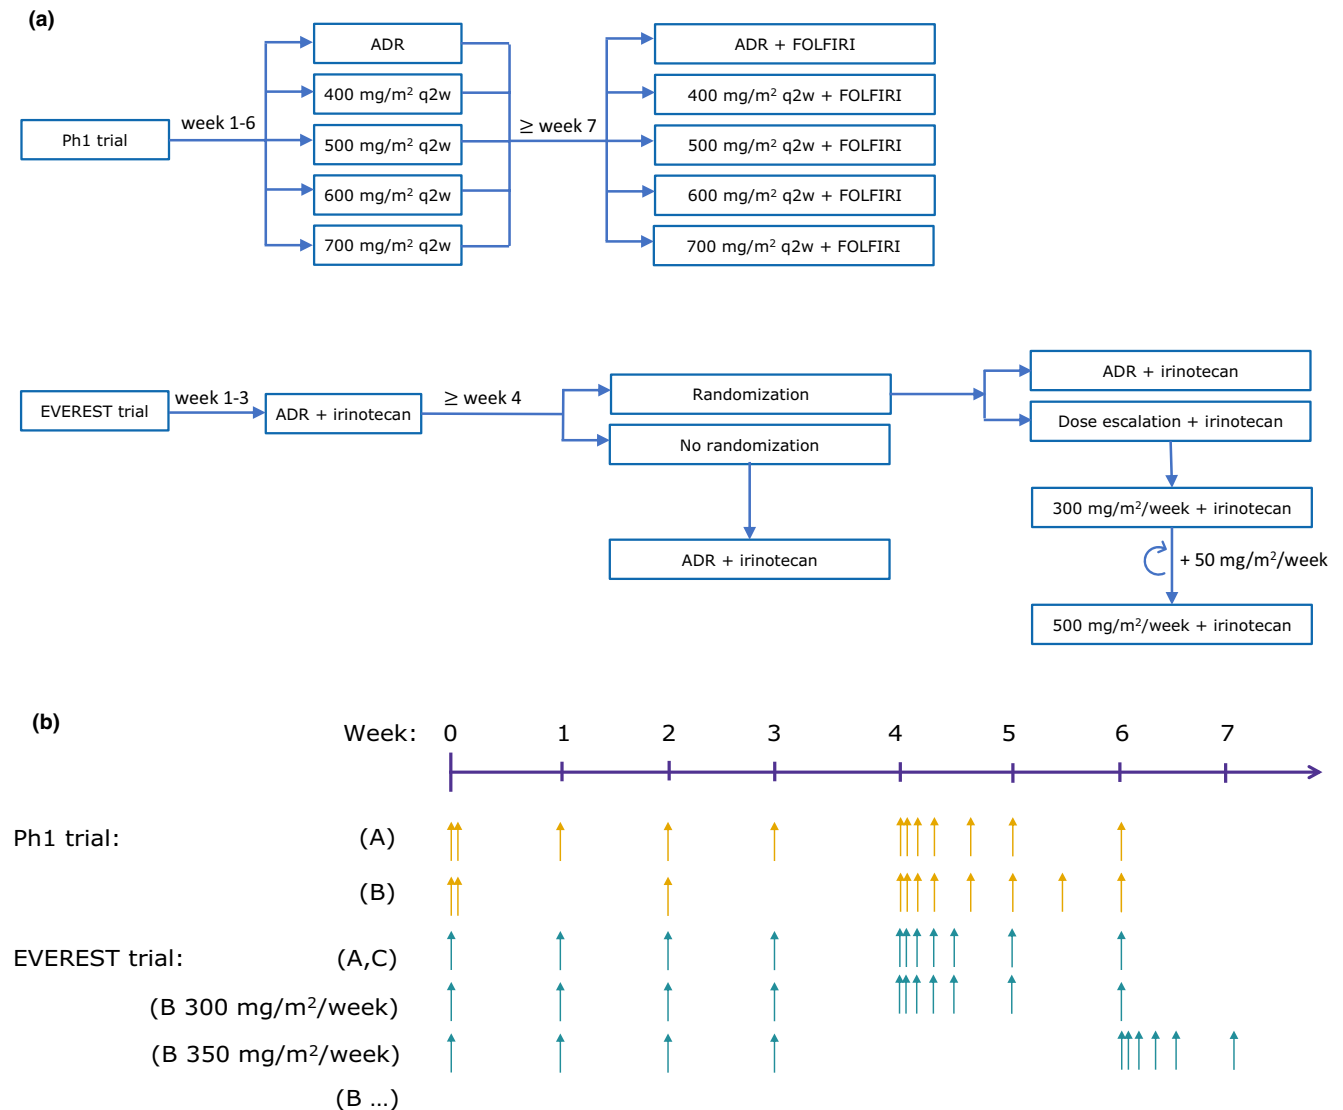 (a)
Ph1 trial
week 1-6
ADR
400 mg/m² q2w
500 mg/m² q2w
600 mg/m² q2w
700 mg/m² q2w
≥ week 7
ADR + FOLFIRI
400 mg/m² q2w + FOLFIRI
500 mg/m² q2w + FOLFIRI
600 mg/m² q2w + FOLFIRI
700 mg/m² q2w + FOLFIRI
EVEREST trial
week 1-3
ADR + irinotecan
≥ week 4
Randomization
No randomization
ADR + irinotecan
ADR + irinotecan
Dose escalation + irinotecan
300 mg/m²/week + irinotecan
+ 50 mg/m²/week
500 mg/m²/week + irinotecan
(b)
Week: 0 1 2 3 4 5 6 7
Ph1 trial: (A)
(B)
EVEREST trial: (A,C)
(B 300 mg/m²/week)
(B 350 mg/m²/week)
(B ...)